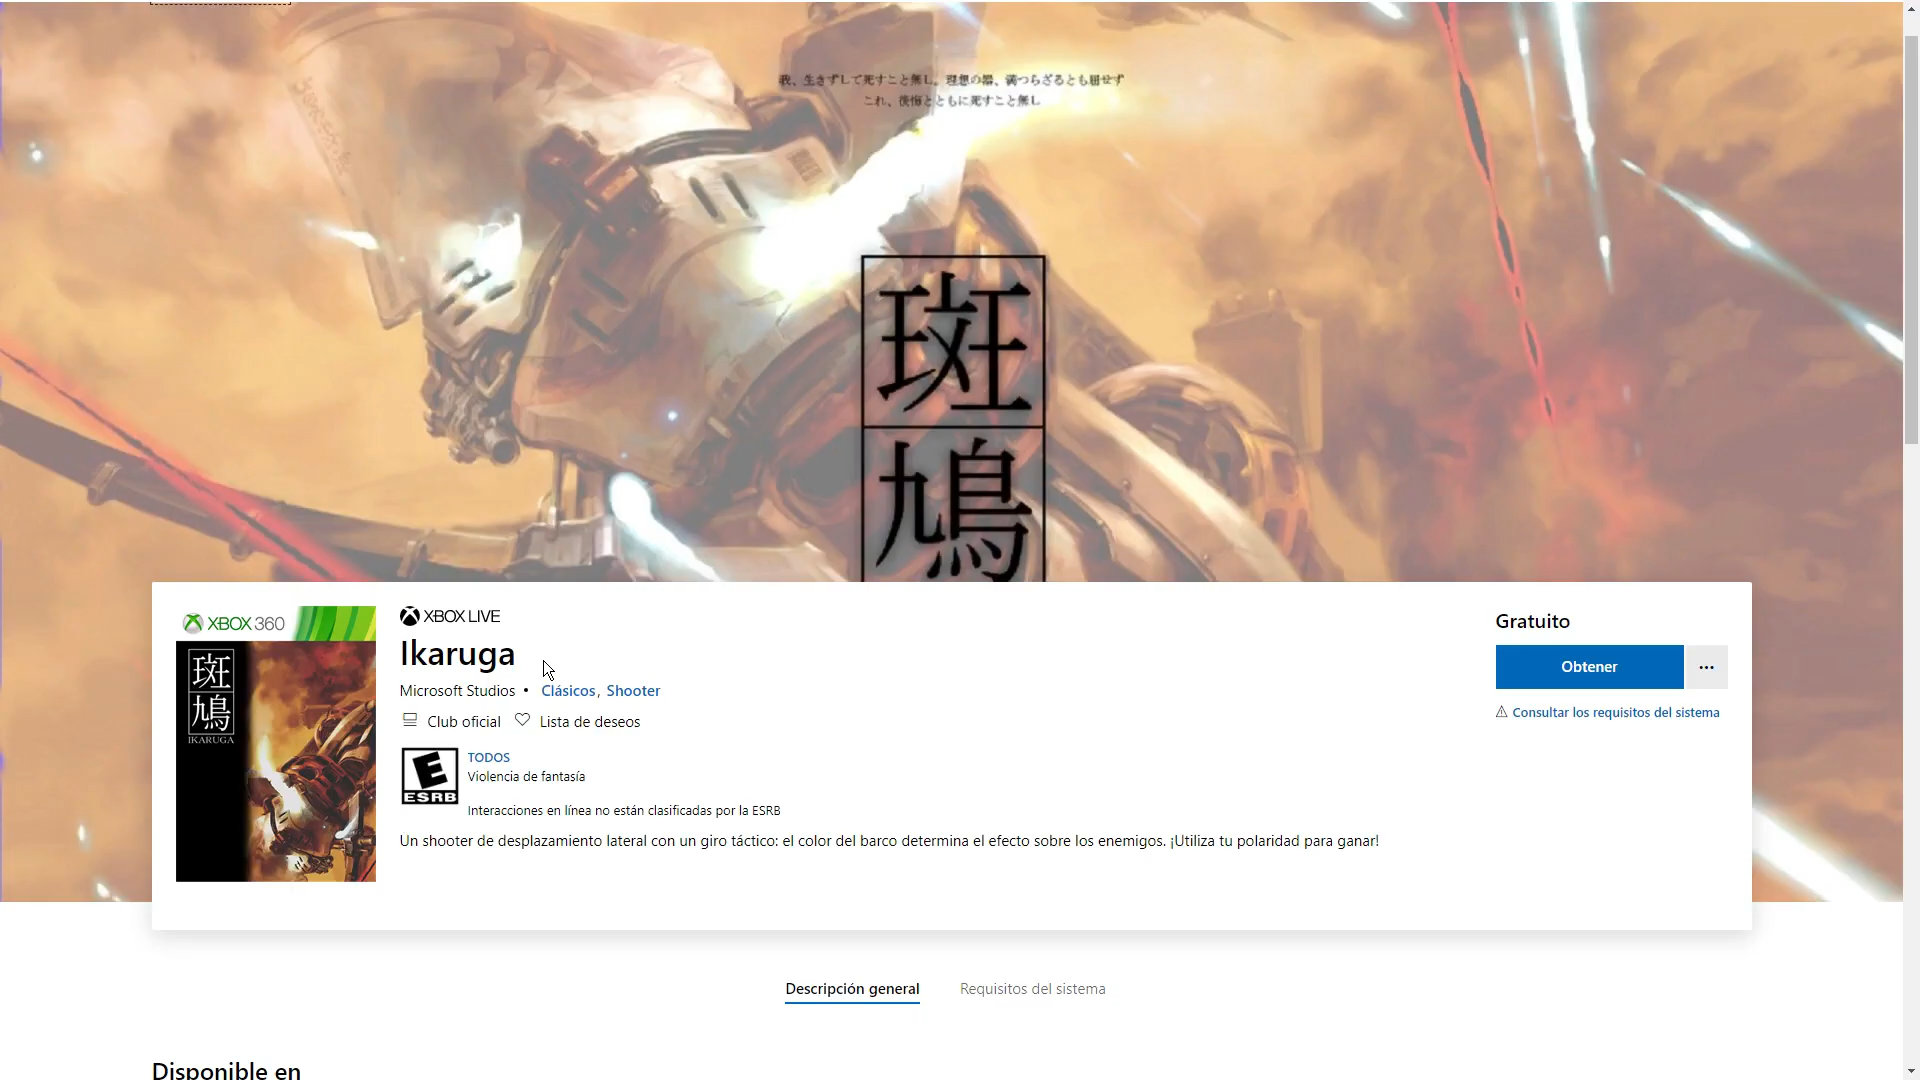 我、生きずして死すこと無し。理想の器、満つらざるとも屈せず
これ、後悔とともに死すこと無し
斑
鳩
XBOX 360
斑
鳩
IKARUGA
XBOX LIVE
Ikaruga
Microsoft Studios • Clásicos, Shooter
Club oficial Lista de deseos
E
ESRB
TODOS
Violencia de fantasía
Interacciones en línea no están clasificadas por la ESRB
Un shooter de desplazamiento lateral con un giro táctico: el color del barco determina el efecto sobre los enemigos. ¡Utiliza tu polaridad para ganar!
Gratuito
Obtener ...
Consultar los requisitos del sistema
Descripción general Requisitos del sistema
Disponible en